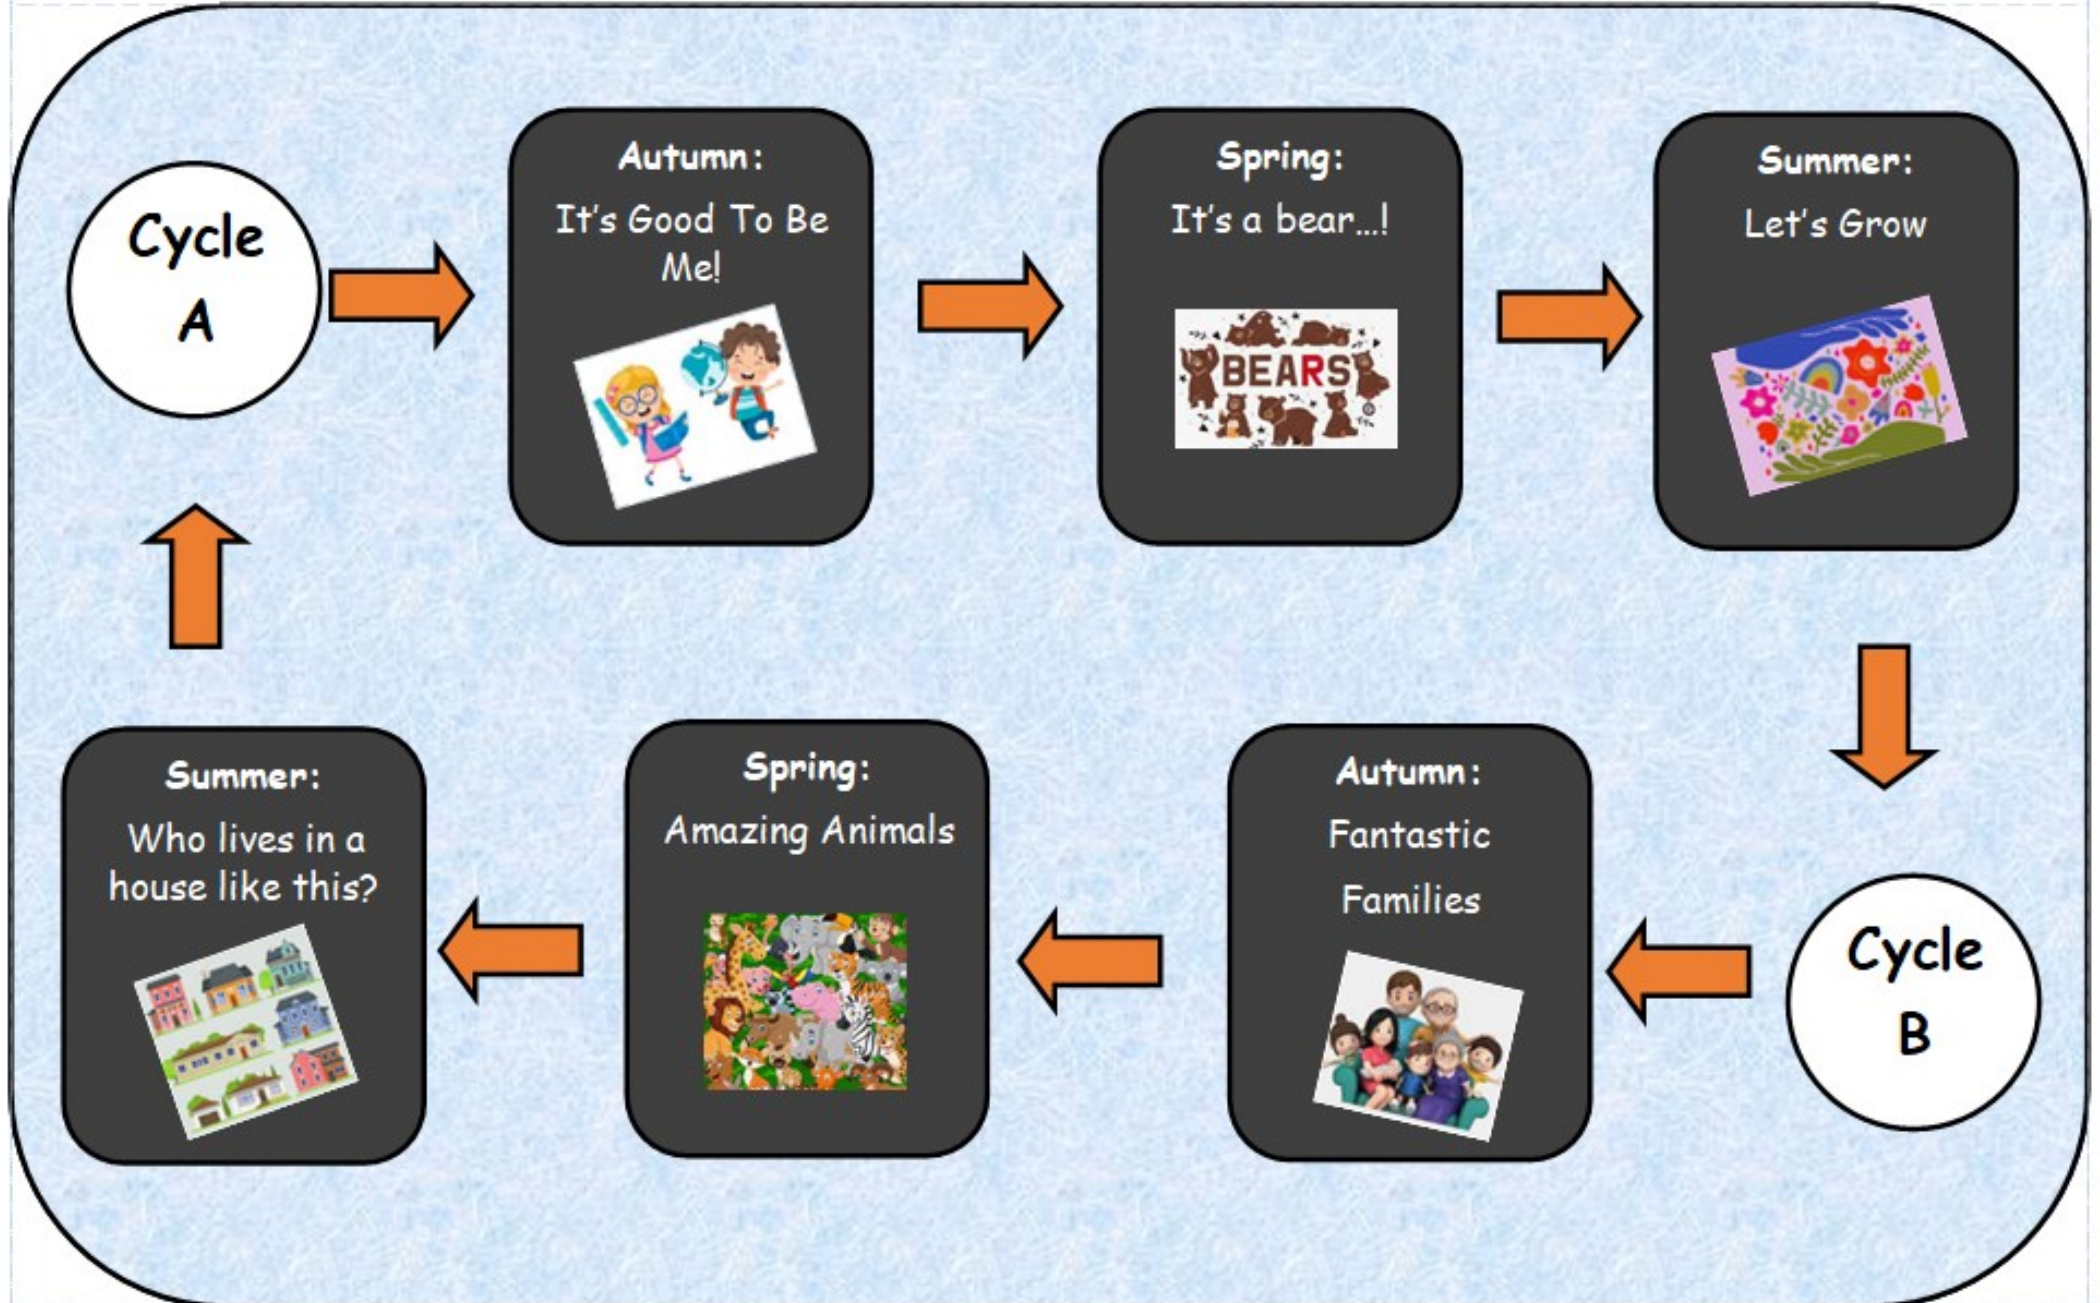 Cycle
A
Autumn:
It's Good To Be
Me!
Spring:
It's a bear...!
BEARS
Summer:
Let's Grow
Cycle
B
Autumn:
Fantastic
Families
Spring:
Amazing Animals
Summer:
Who lives in a
house like this?